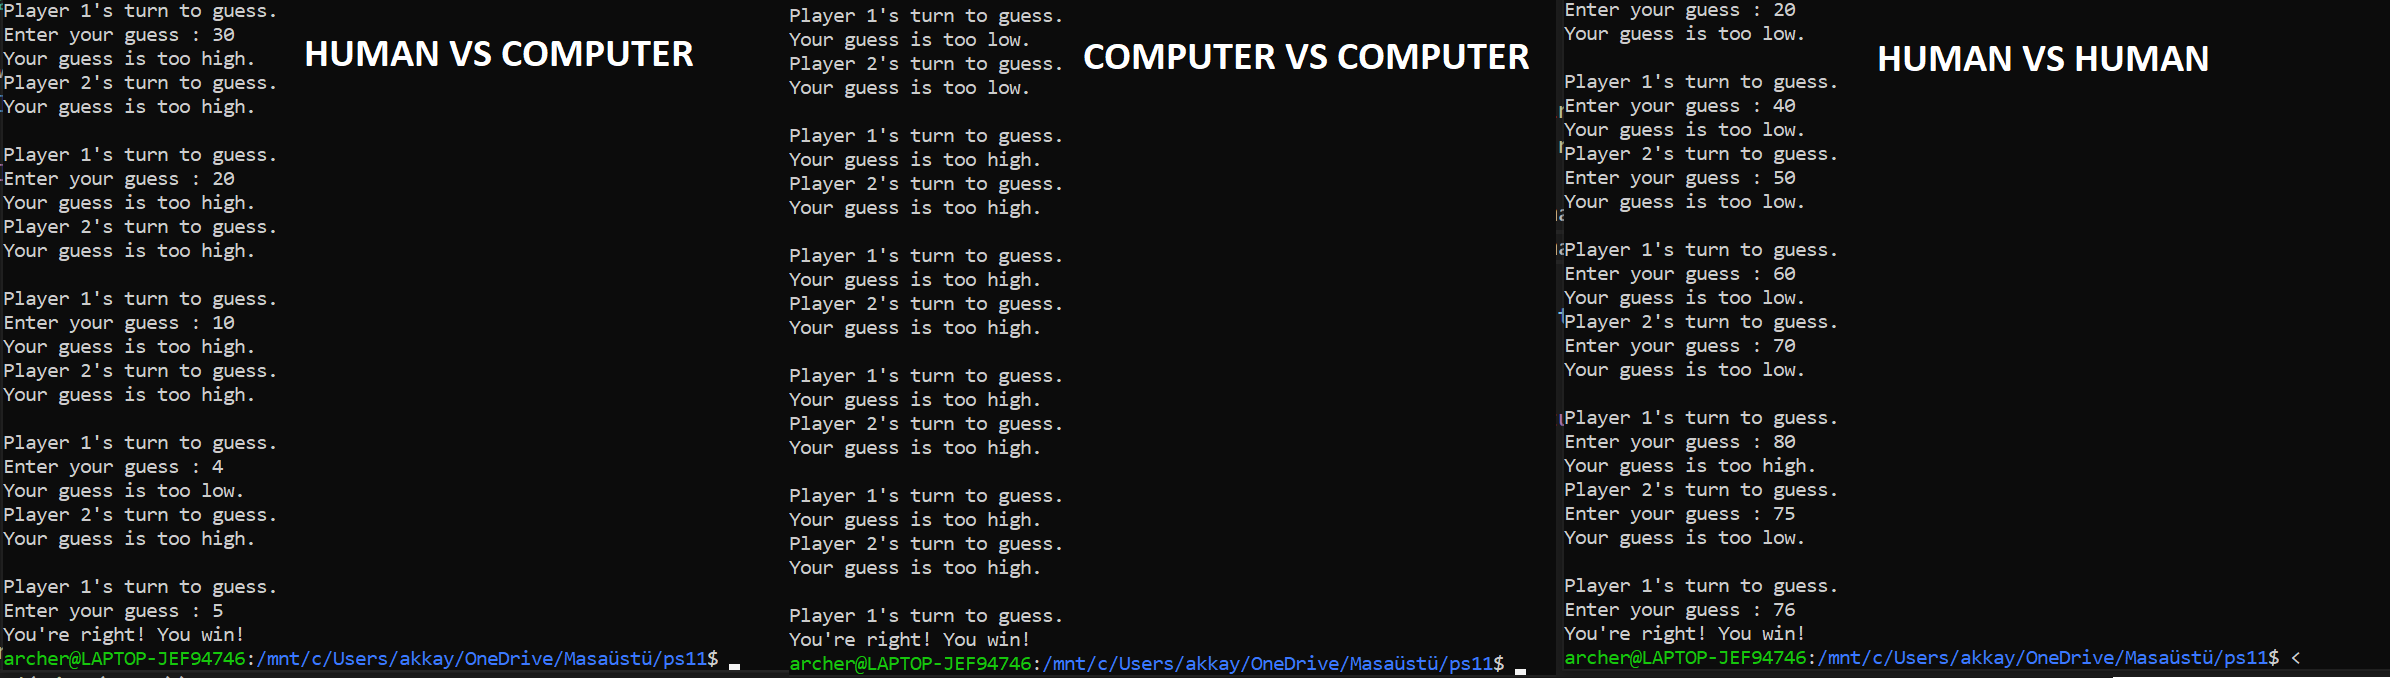 Player 1's turn to guess.
Enter your guess : 30
Your guess is too high.
Player 2's turn to guess.
Your guess is too high.
Player 1's turn to guess.
Enter your guess : 20
Your guess is too high.
Player 2's turn to guess.
Your guess is too high.
Player 1's turn to guess.
Enter your guess : 10
Your guess is too high.
Player 2's turn to guess.
Your guess is too high.
Player 1's turn to guess.
Enter your guess : 4
Your guess is too low.
Player 2's turn to guess.
Your guess is too high.
Player 1's turn to guess.
Enter your guess : 5
You're right! You win!
archer@LAPTOP-JEF94746:/mnt/c/Users/akkay/OneDrive/Masaüstü/ps11$
HUMAN VS COMPUTER
Player 1's turn to guess.
Your guess is too low.
Player 2's turn to guess.
Your guess is too low.
Player 1's turn to guess.
Your guess is too high.
Player 2's turn to guess.
Your guess is too high.
Player 1's turn to guess.
Your guess is too high.
Player 2's turn to guess.
Your guess is too high.
Player 1's turn to guess.
Your guess is too high.
Player 2's turn to guess.
Your guess is too high.
Player 1's turn to guess.
Your guess is too high.
Player 2's turn to guess.
Your guess is too high.
Player 1's turn to guess.
You're right! You win!
archer@LAPTOP-JEF94746:/mnt/c/Users/akkay/OneDrive/Masaüstü/ps11$
COMPUTER VS COMPUTER
Enter your guess : 20
Your guess is too low.
Player 1's turn to guess.
Enter your guess : 40
Your guess is too low.
Player 2's turn to guess.
Enter your guess : 50
Your guess is too low.
Player 1's turn to guess.
Enter your guess : 60
Your guess is too low.
Player 2's turn to guess.
Enter your guess : 70
Your guess is too low.
Player 1's turn to guess.
Enter your guess : 80
Your guess is too high.
Player 2's turn to guess.
Enter your guess : 75
Your guess is too low.
Player 1's turn to guess.
Enter your guess : 76
You're right! You win!
archer@LAPTOP-JEF94746:/mnt/c/Users/akkay/OneDrive/Masaüstü/ps11$ <
HUMAN VS HUMAN